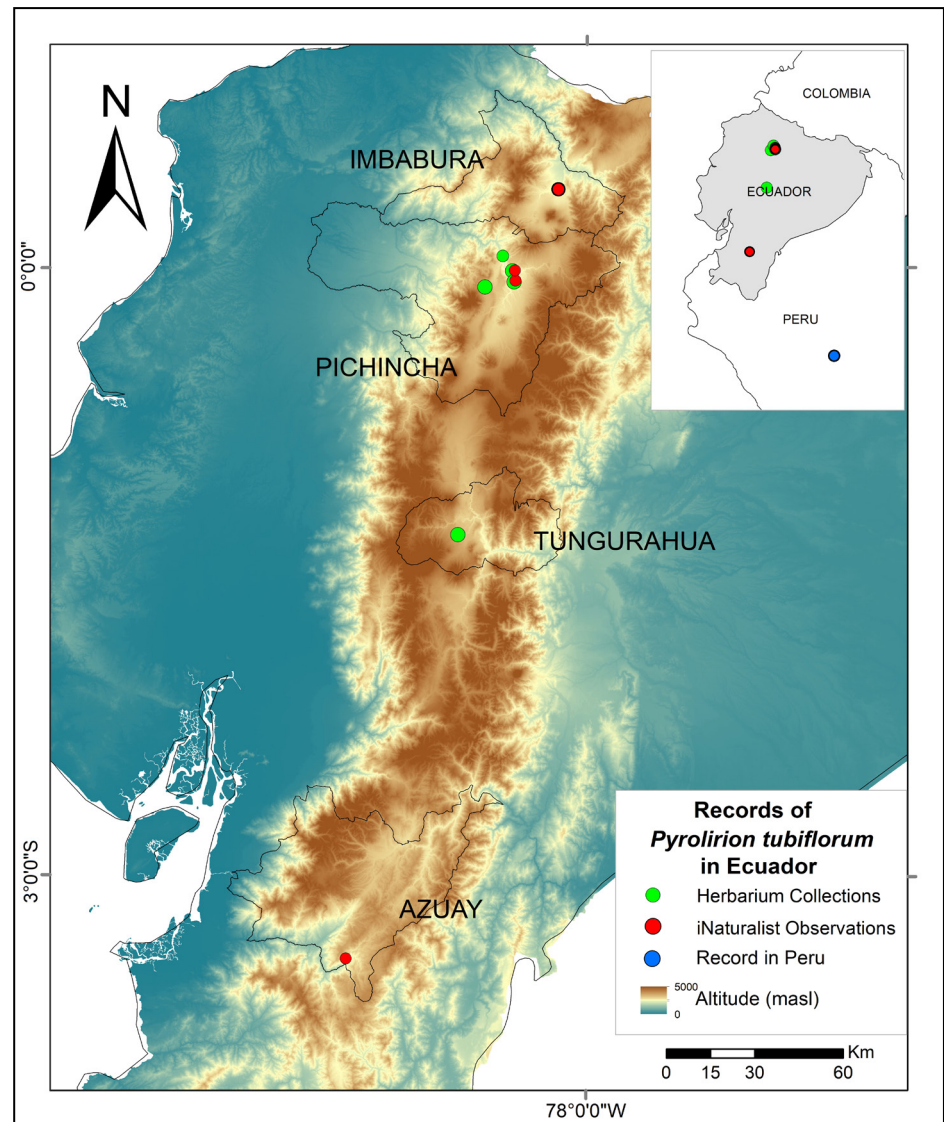 N
IMBABURA
PICHINCHA
TUNGURAHUA
AZUAY
0°0'0"
3°0'0"S
78°0'0"W
COLOMBIA
ECUADOR
PERU
Records of
Pyrolirion tubiflorum
in Ecuador
Herbarium Collections
iNaturalist Observations
Record in Peru
5000
0
Altitude (masl)
Km
0 15 30 60